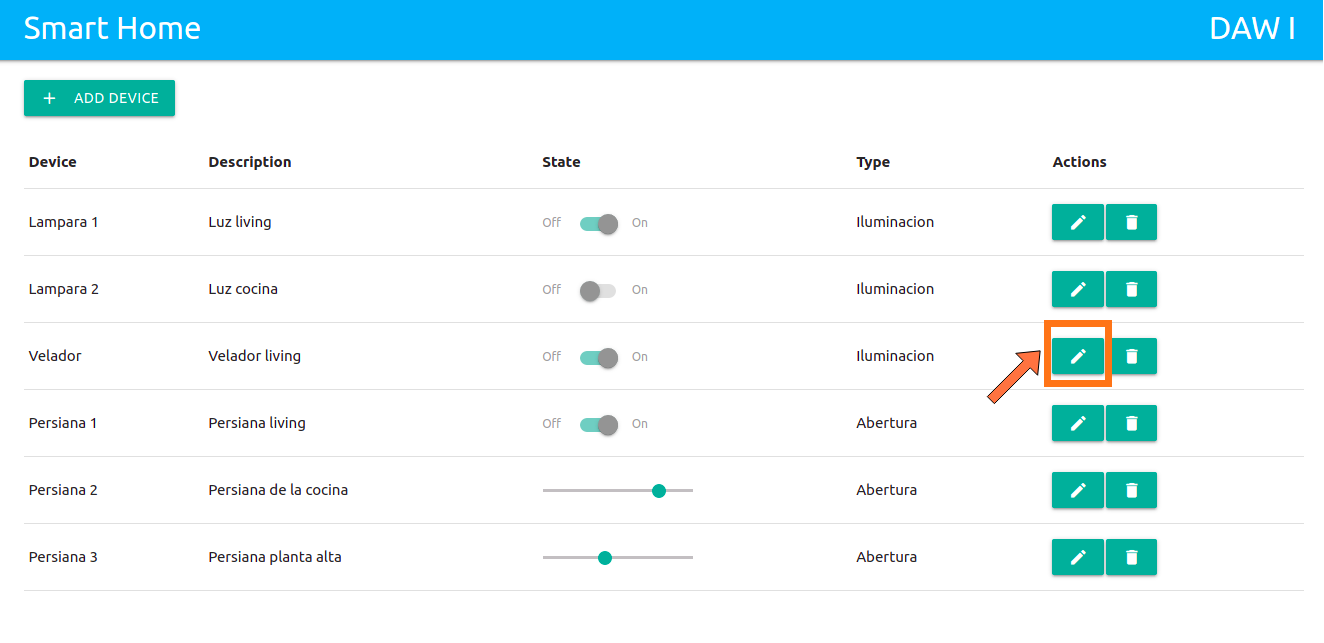 Smart Home DAW I
+ ADD DEVICE
Device Description State Type Actions
Lampara 1 Luz living Off On Iluminacion
Lampara 2 Luz cocina Off On Iluminacion
Velador Velador living Off On Iluminacion
Persiana 1 Persiana living Off On Abertura
Persiana 2 Persiana de la cocina Abertura
Persiana 3 Persiana planta alta Abertura